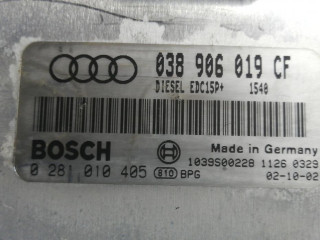 038 906 019 CF
DIESEL EDC15P+ 1540
BOSCH Made in Germany
1039S00228 1126 0329
0 281 010 405 810 BPG 02-10-02